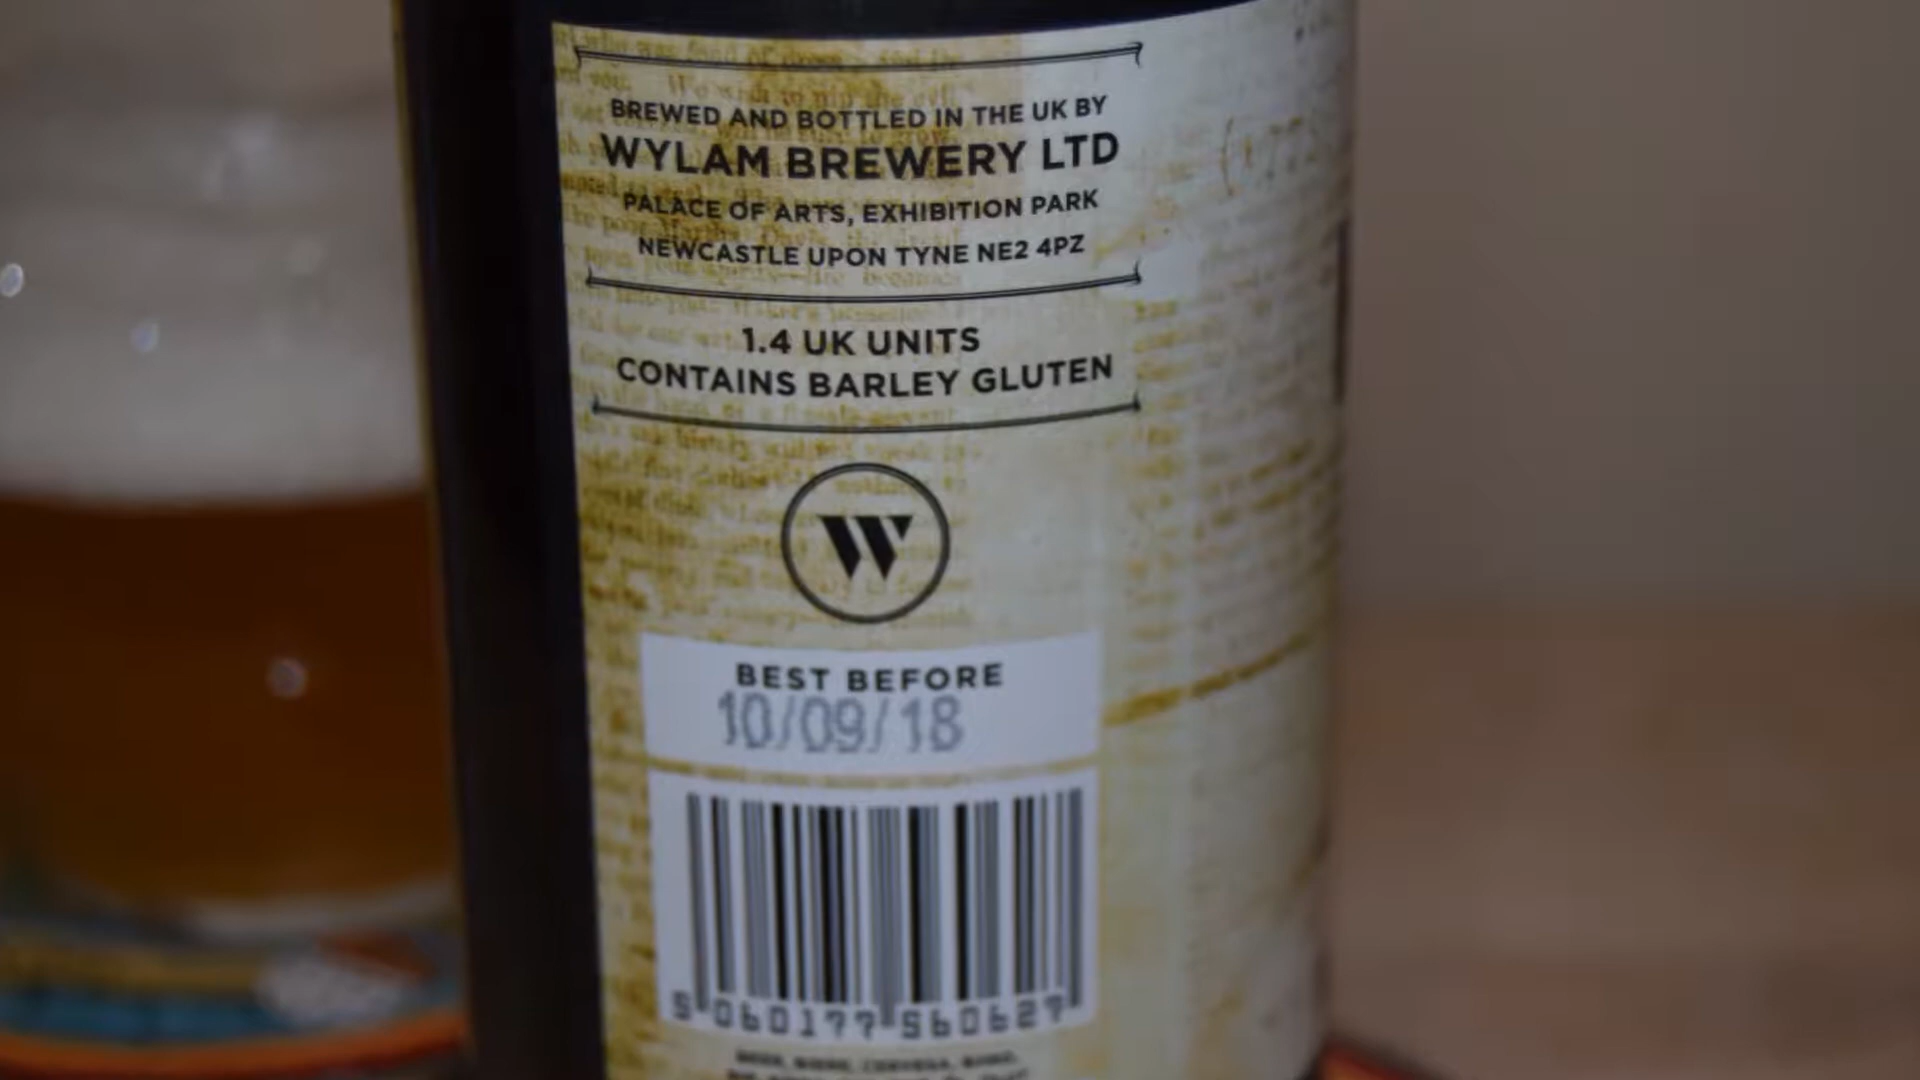 BREWED AND BOTTLED IN THE UK BY
WYLAM BREWERY LTD
PALACE OF ARTS, EXHIBITION PARK
NEWCASTLE UPON TYNE NE2 4PZ
1.4 UK UNITS
CONTAINS BARLEY GLUTEN
W
BEST BEFORE
10/09/18
5 060177 560627